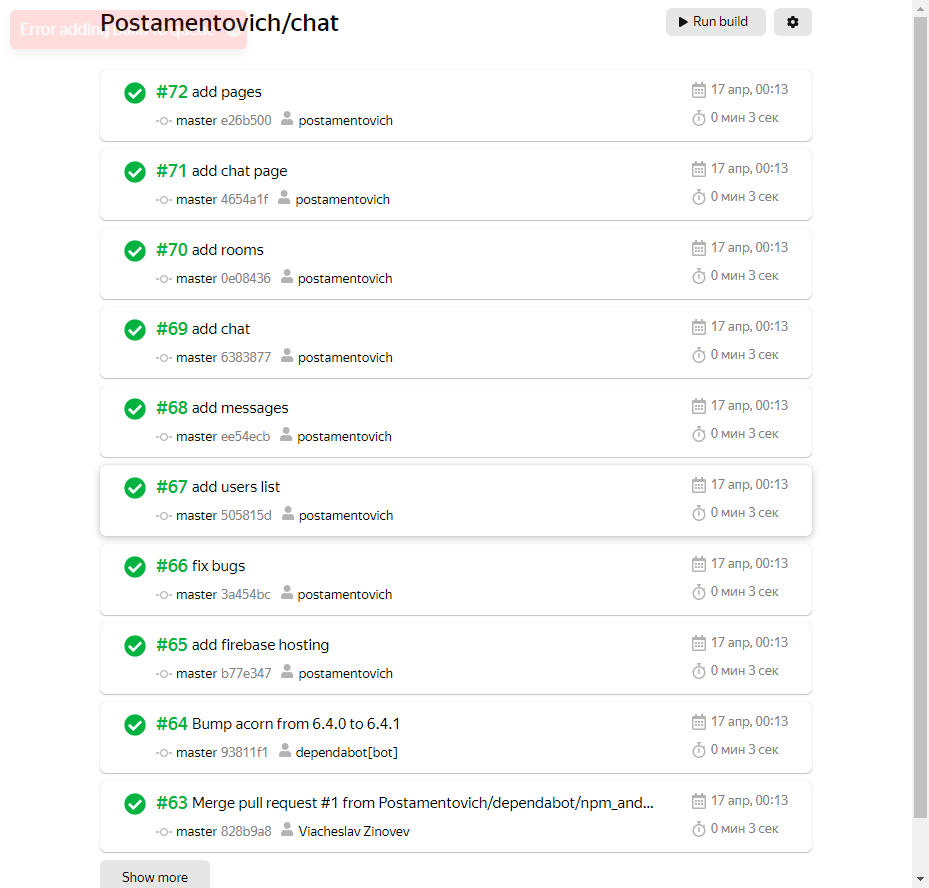 Postamentovich/chat
Run build
Error adding build to queue
#72 add pages
17 апр, 00:13
master e26b500 postamentovich
0 мин 3 сек
#71 add chat page
17 апр, 00:13
master 4654a1f postamentovich
0 мин 3 сек
#70 add rooms
17 апр, 00:13
master 0e08436 postamentovich
0 мин 3 сек
#69 add chat
17 апр, 00:13
master 6383877 postamentovich
0 мин 3 сек
#68 add messages
17 апр, 00:13
master ee54ecb postamentovich
0 мин 3 сек
#67 add users list
17 апр, 00:13
master 505815d postamentovich
0 мин 3 сек
#66 fix bugs
17 апр, 00:13
master 3a454bc postamentovich
0 мин 3 сек
#65 add firebase hosting
17 апр, 00:13
master b77e347 postamentovich
0 мин 3 сек
#64 Bump acorn from 6.4.0 to 6.4.1
17 апр, 00:13
master 93811f1 dependabot[bot]
0 мин 3 сек
#63 Merge pull request #1 from Postamentovich/dependabot/npm_and...
17 апр, 00:13
master 828b9a8 Viacheslav Zinovev
0 мин 3 сек
Show more